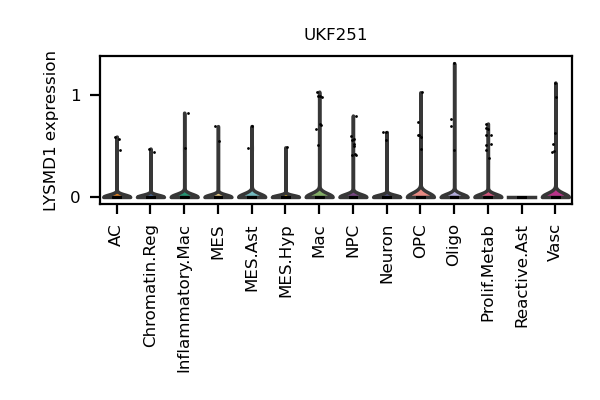 UKF251
LYSMD1 expression
1
0
AC
Chromatin.Reg
Inflammatory.Mac
MES
MES.Ast
MES.Hyp
Mac
NPC
Neuron
OPC
Oligo
Prolif.Metab
Reactive.Ast
Vasc